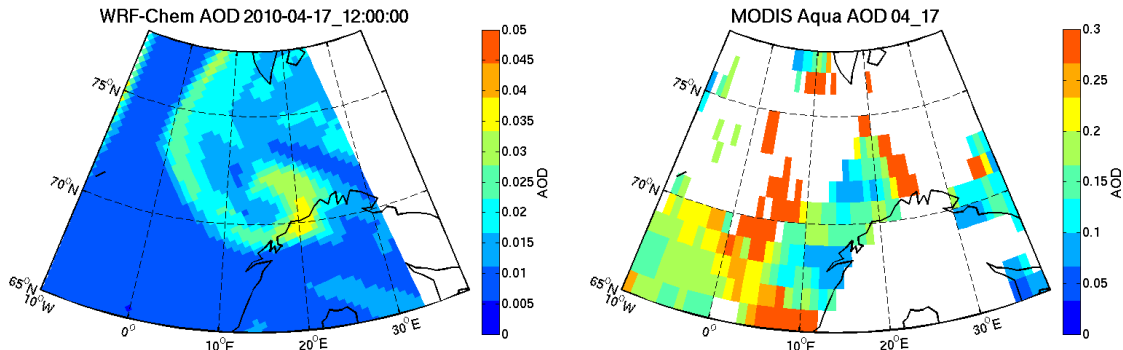 WRF-Chem AOD 2010-04-17_12:00:00
75°N
70°N
65°N
10°W
0°
10°E
20°E
30°E
0.05
0.045
0.04
0.035
0.03
0.025
0.02
0.015
0.01
0.005
0
AOD
MODIS Aqua AOD 04_17
75°N
70°N
65°N
10°W
0°
10°E
20°E
30°E
0.3
0.25
0.2
0.15
0.1
0.05
0
AOD